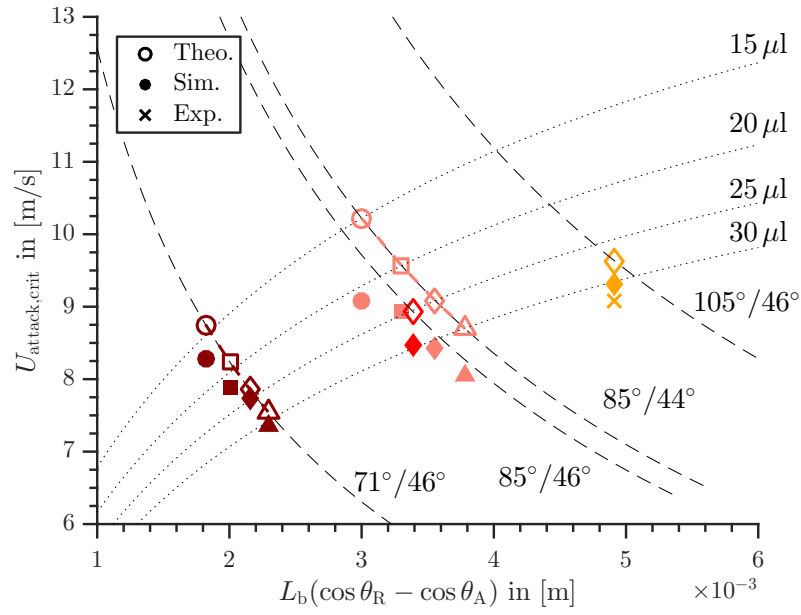 13
12
11
10
9
8
7
6
U_attack,crit in [m/s]
Theo.
Sim.
Exp.
15 μl
20 μl
25 μl
30 μl
105°/46°
85°/44°
85°/46°
71°/46°
1
2
3
4
5
6
L_b(cos θ_R − cos θ_A) in [m]
×10⁻³